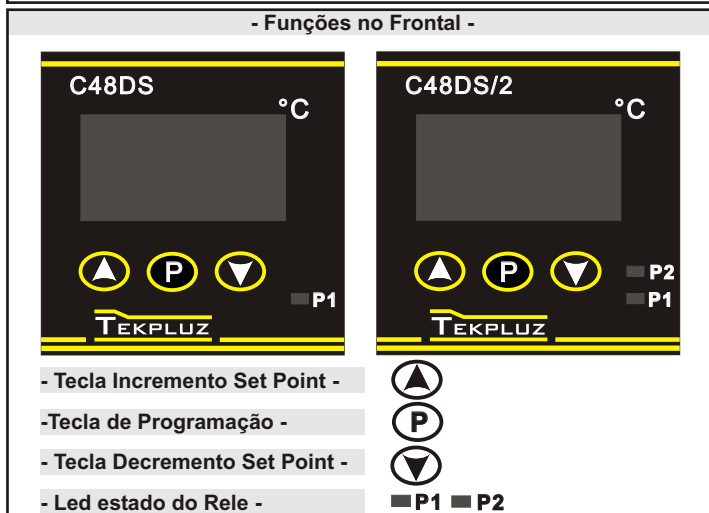 - Funções no Frontal -
C48DS
°C
P
P1
TEKPLUZ
C48DS/2
°C
P
P2
P1
TEKPLUZ
- Tecla Incremento Set Point -
-Tecla de Programação - P
- Tecla Decremento Set Point -
- Led estado do Rele - P1 P2